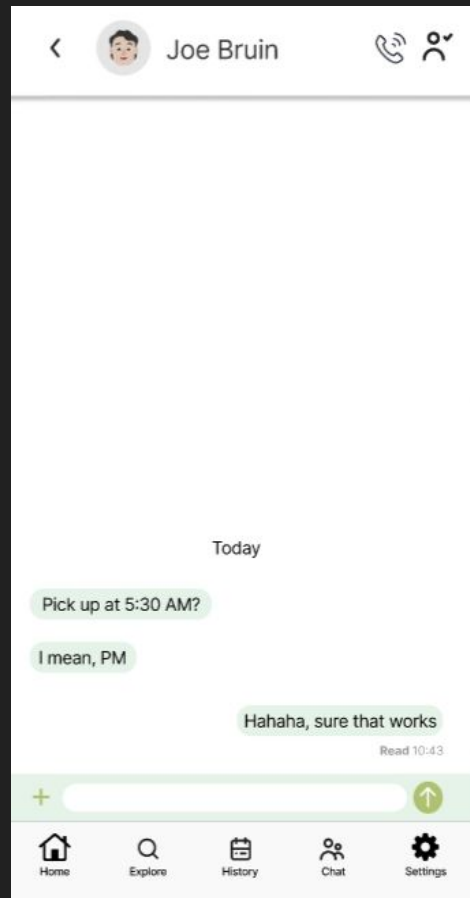 Joe Bruin
Today
Pick up at 5:30 AM?
I mean, PM
Hahaha, sure that works
Read 10:43
Home
Explore
History
Chat
Settings